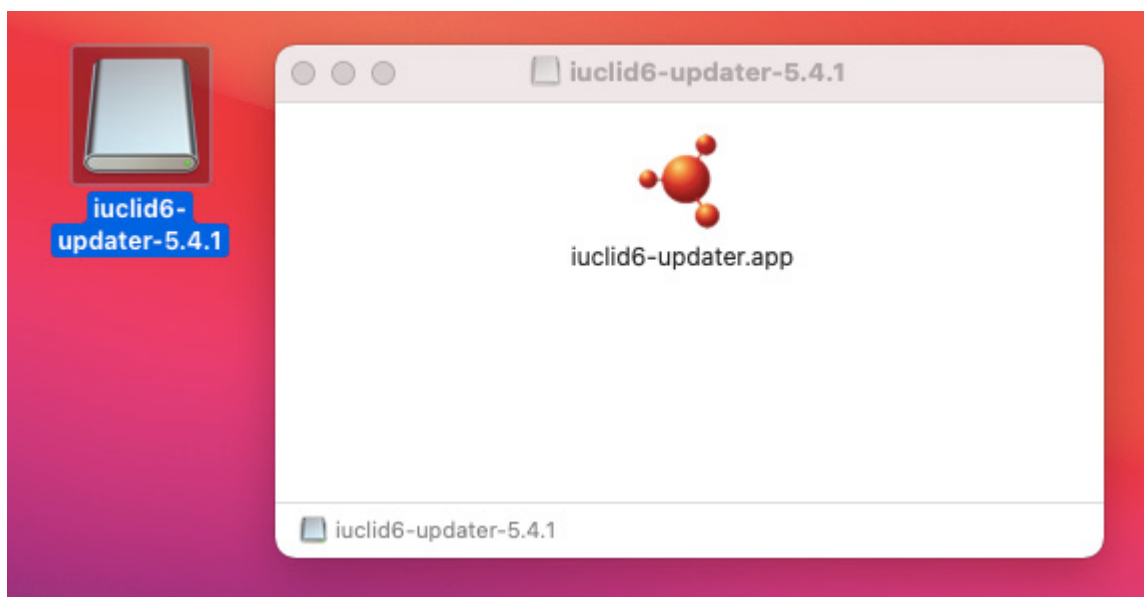 iuclid6-updater-5.4.1
iuclid6-updater.app
iuclid6-
updater-5.4.1
iuclid6-updater-5.4.1